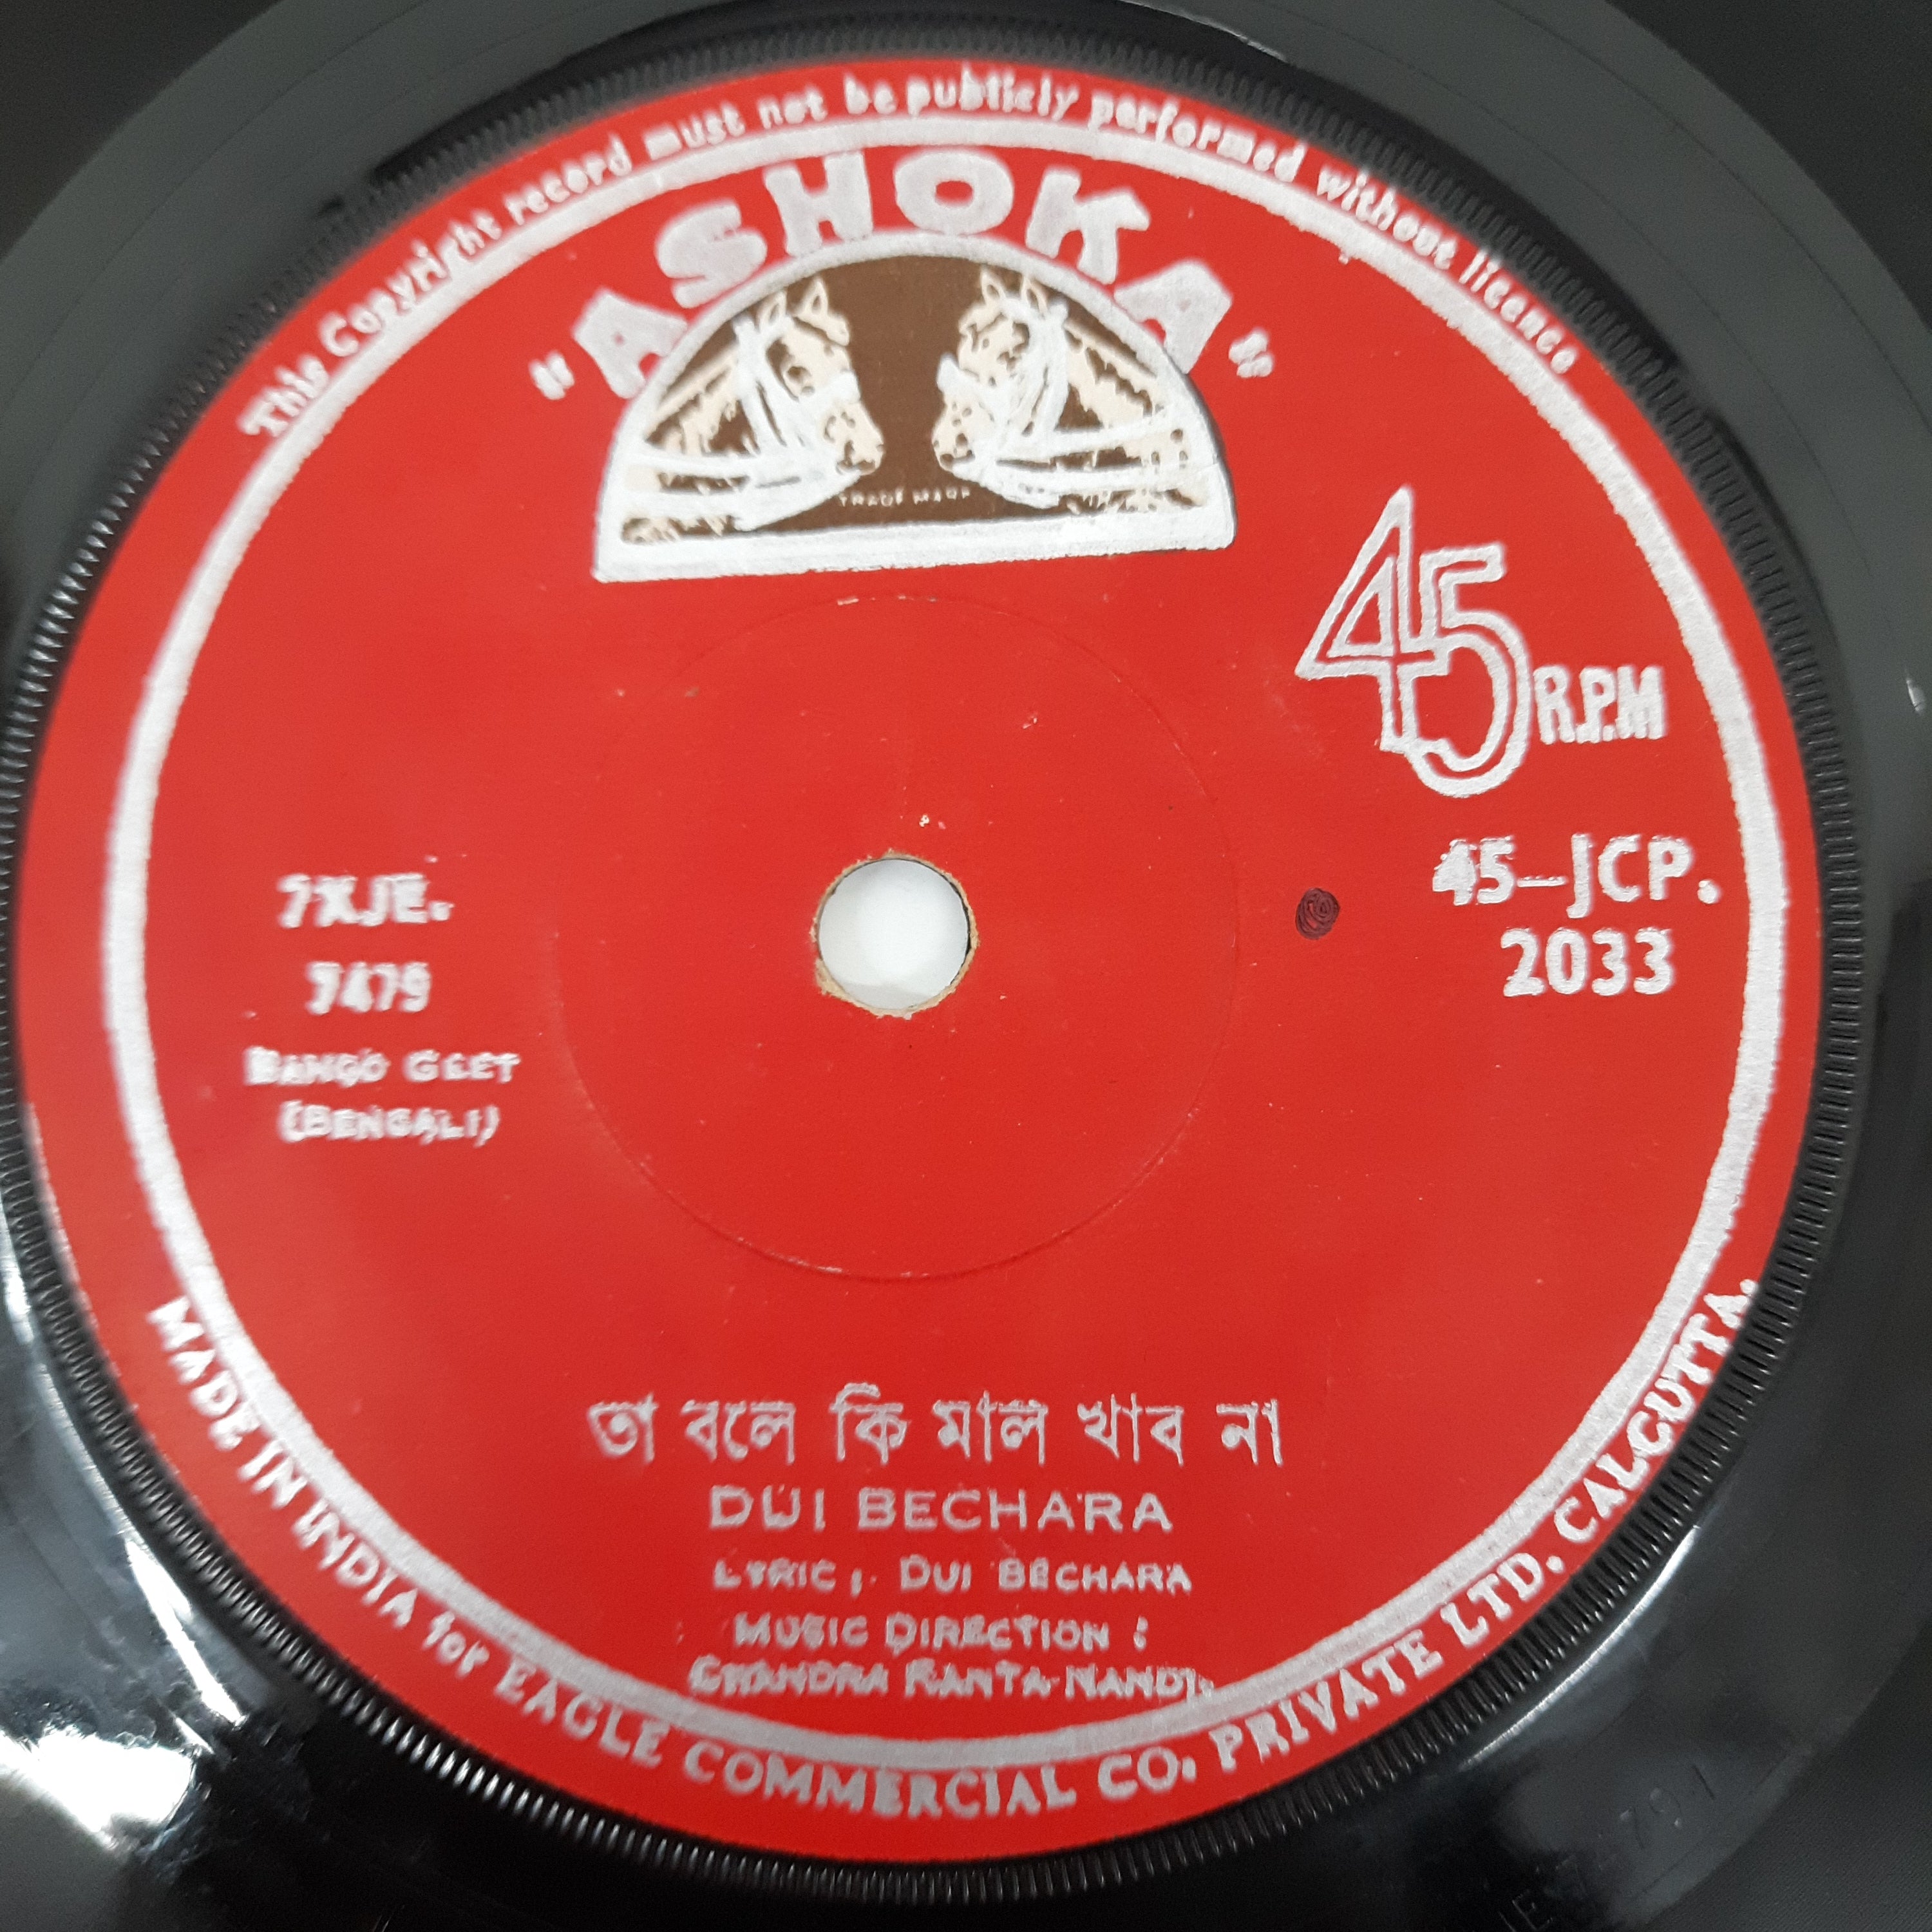 This Copyright record must not be publicly performed without licence
"ASHOKA"
TRADE MARK
45 R.P.M
45-JCP.
2033
7XJE.
7479
BANGO GEET
(BENGALI)
তা বলে কি মাল খাব না
DUI BECHARA
LYRIC : DUI BECHARA
MUSIC DIRECTION :
CHANDRA KANTA NANDI.
MADE IN INDIA for EAGLE COMMERCIAL CO. PRIVATE LTD. CALCUTTA.